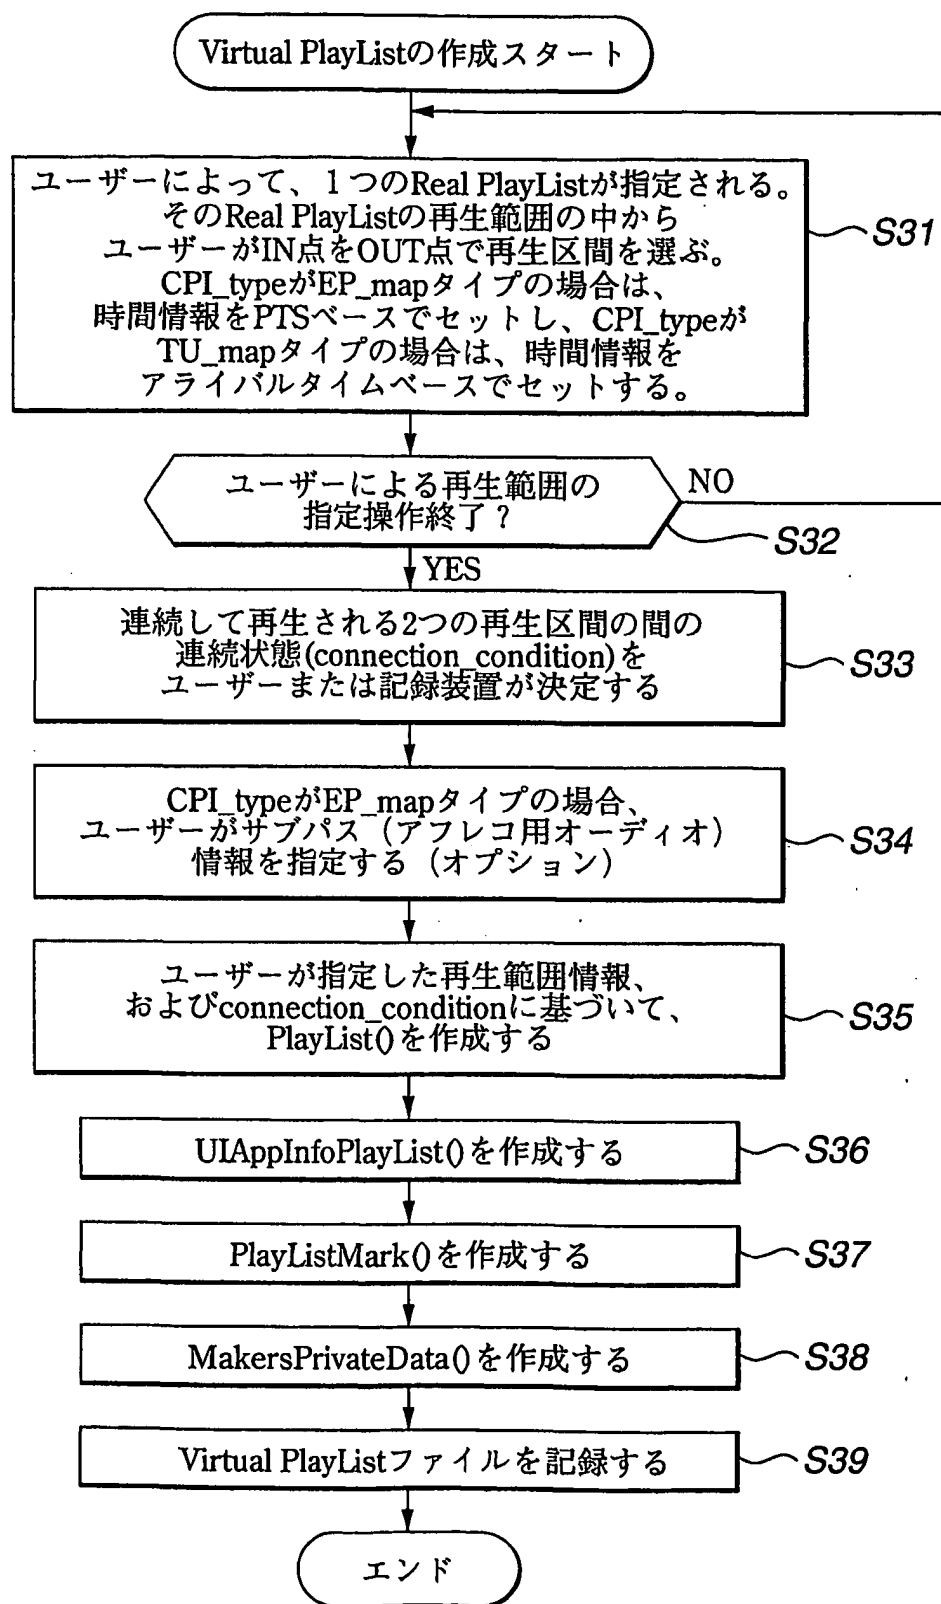 Virtual PlayListの作成スタート
ユーザーによって、1つのReal PlayListが指定される。
そのReal PlayListの再生範囲の中から
ユーザーがIN点をOUT点で再生区間を選ぶ。
CPI_typeがEP_mapタイプの場合は、
時間情報をPTSベースでセットし、CPI_typeが
TU_mapタイプの場合は、時間情報を
アライバルタイムベースでセットする。
S31
ユーザーによる再生範囲の
指定操作終了?
NO
S32
YES
連続して再生される2つの再生区間の間の
連続状態(connection_condition)を
ユーザーまたは記録装置が決定する
S33
CPI_typeがEP_mapタイプの場合、
ユーザーがサブパス(アフレコ用オーディオ)
情報を指定する(オプション)
S34
ユーザーが指定した再生範囲情報、
およびconnection_conditionに基づいて、
PlayList()を作成する
S35
UIAppInfoPlayList()を作成する
S36
PlayListMark()を作成する
S37
MakersPrivateData()を作成する
S38
Virtual PlayListファイルを記録する
S39
エンド